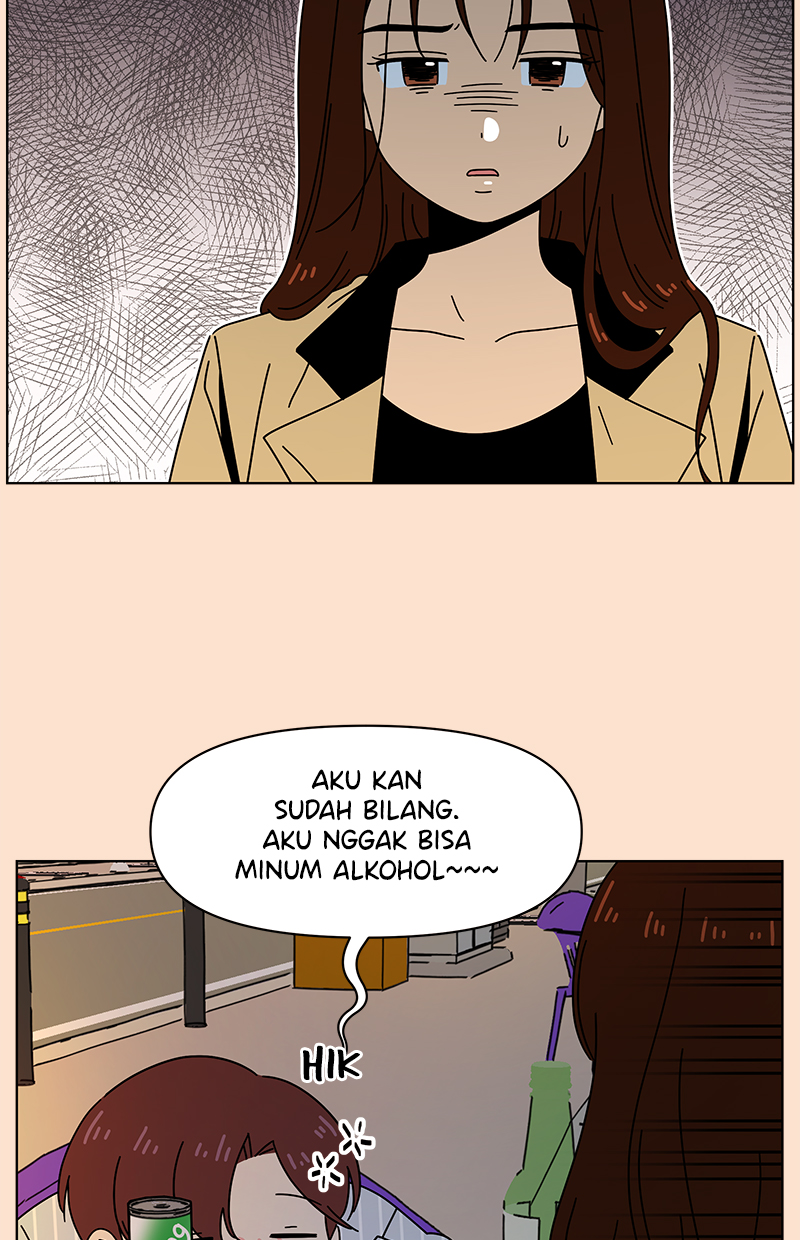 AKU KAN
SUDAH BILANG.
AKU NGGAK BISA
MINUM ALKOHOL~~~
HIK